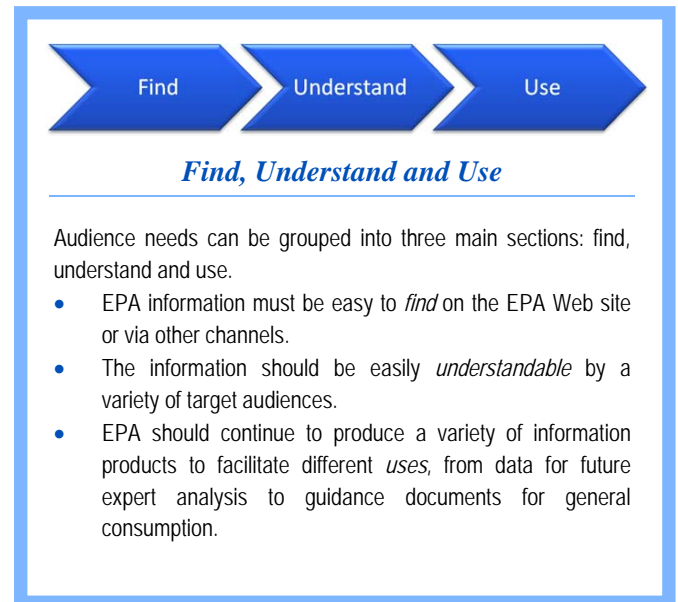 Find Understand Use
Find, Understand and Use
Audience needs can be grouped into three main sections: find,
understand and use.
• EPA information must be easy to find on the EPA Web site
or via other channels.
• The information should be easily understandable by a
variety of target audiences.
• EPA should continue to produce a variety of information
products to facilitate different uses, from data for future
expert analysis to guidance documents for general
consumption.